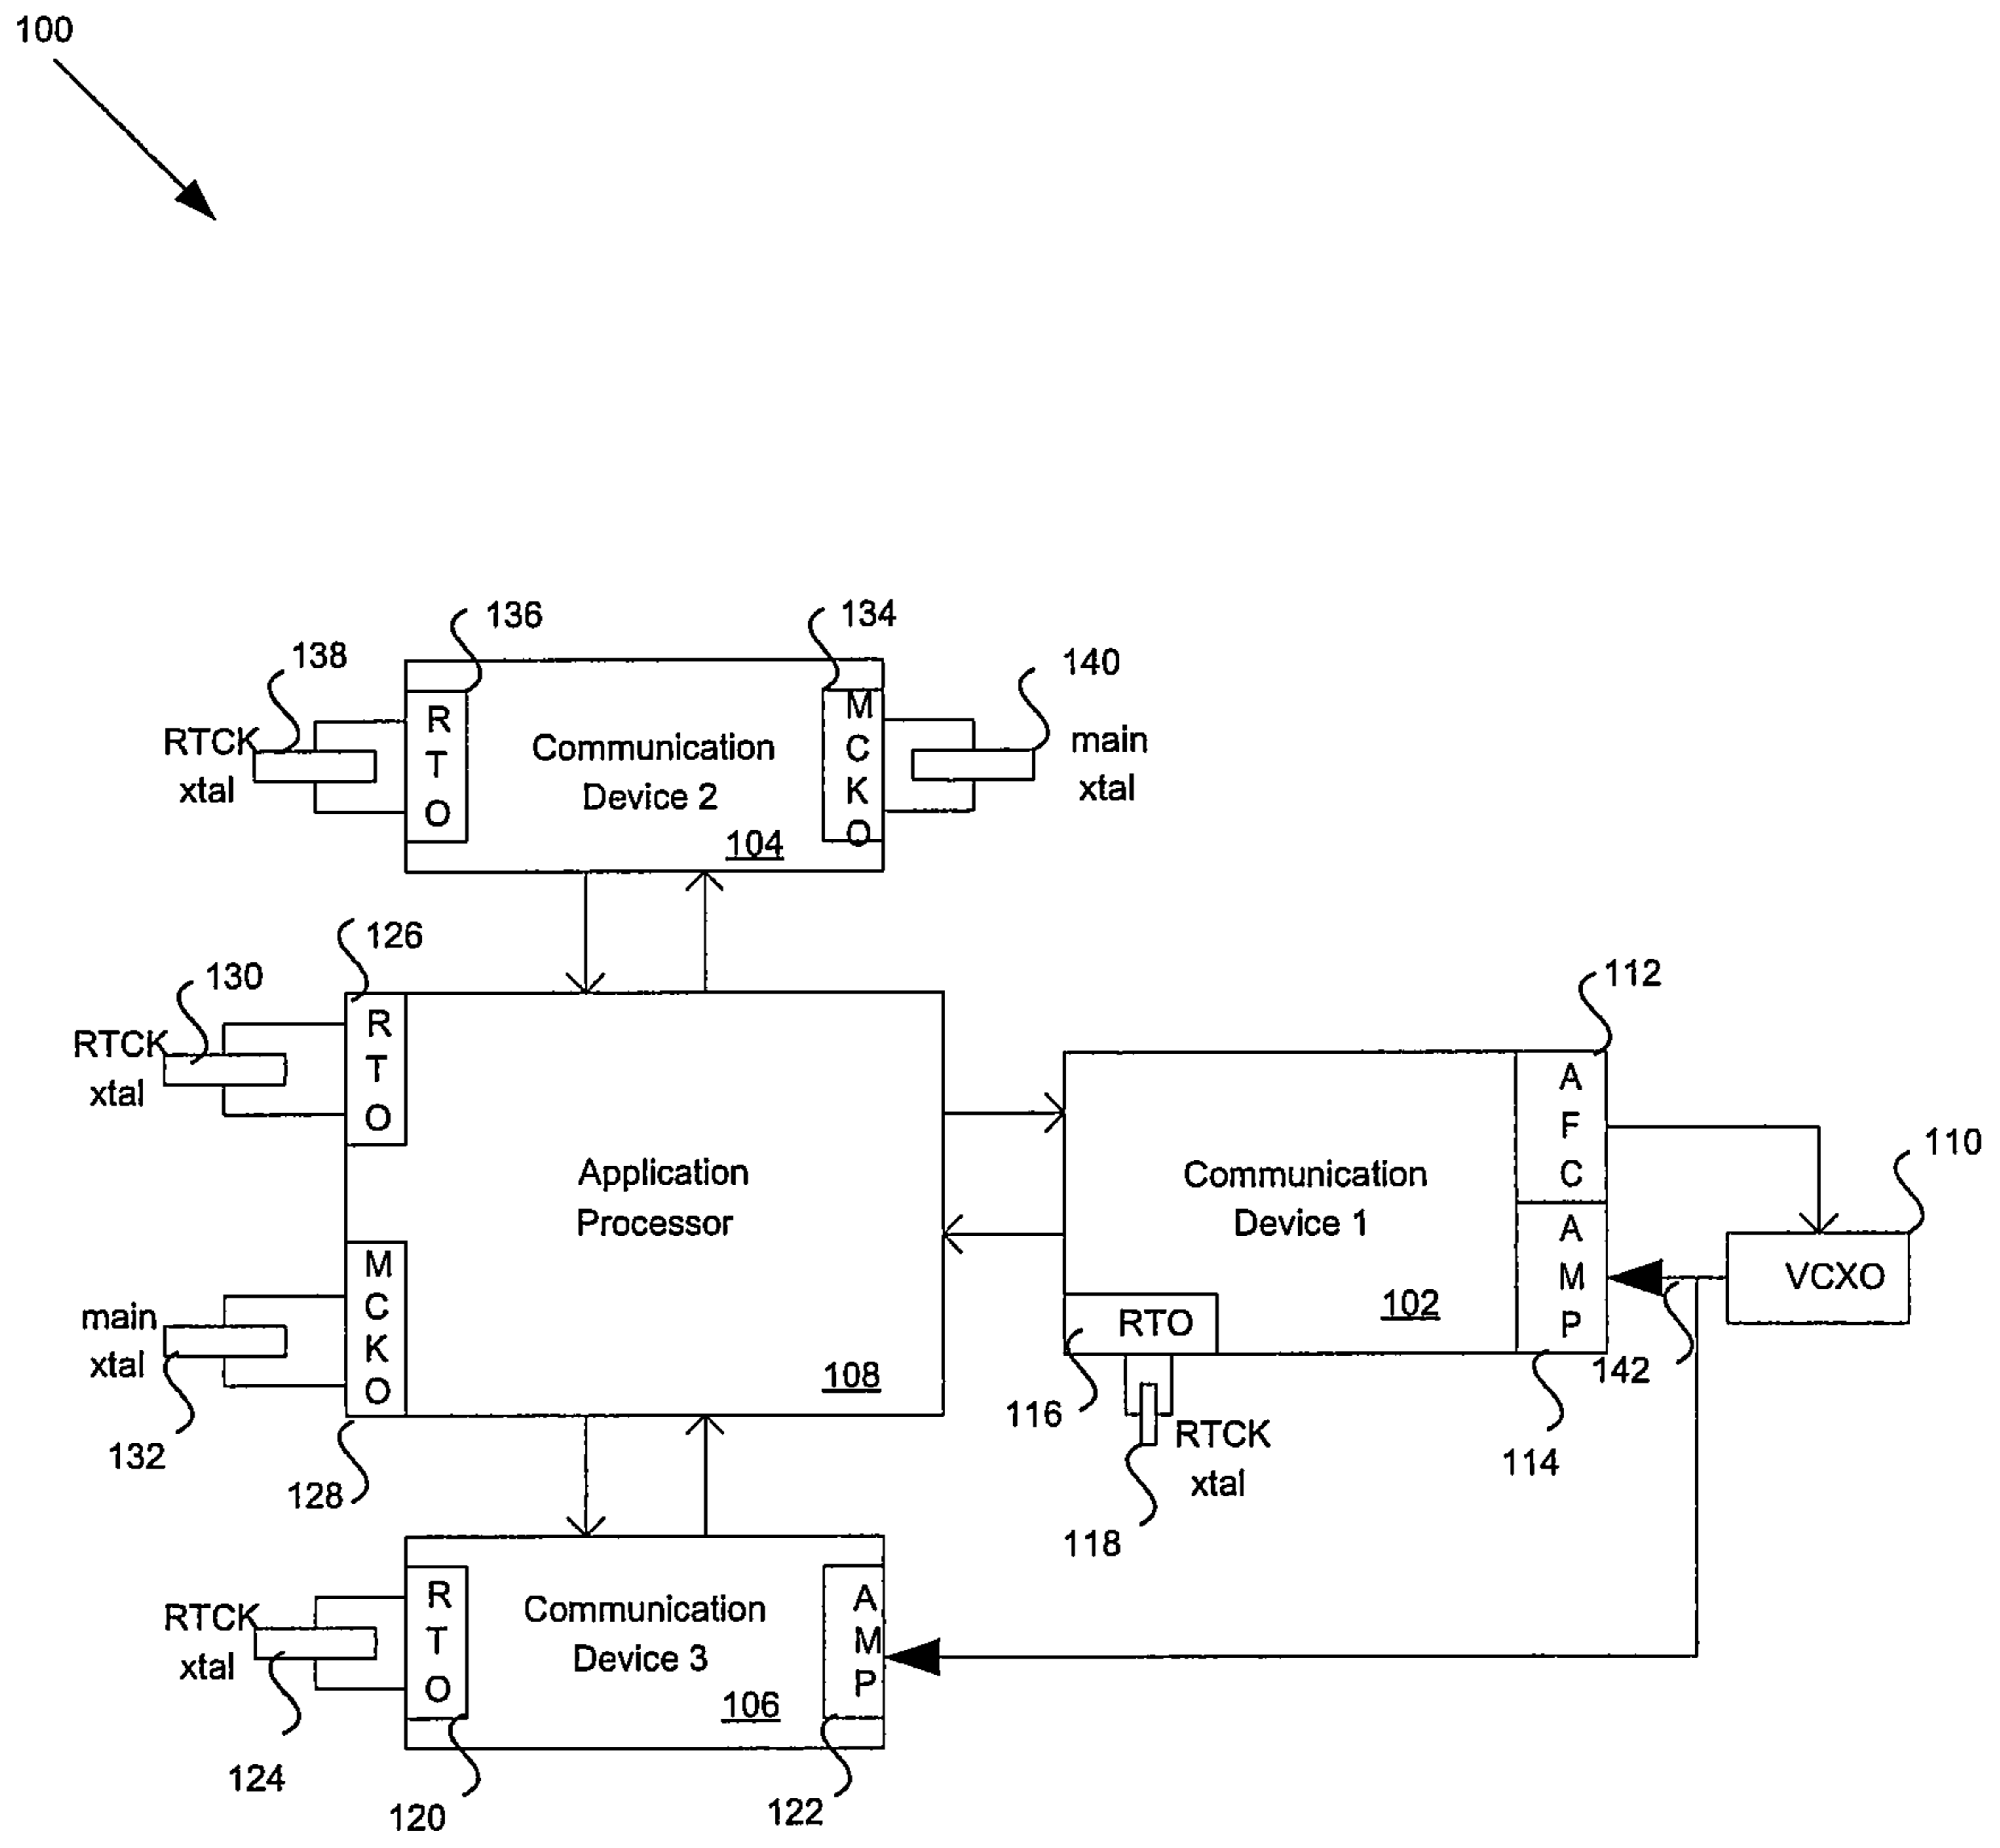 100
136
134
138
140
RTCK
xtal
R
T
O
Communication
Device 2
104
M
C
K
O
main
xtal
126
130
RTCK
xtal
R
T
O
112
Application
Processor
108
main
xtal
M
C
K
O
132
128
Communication
Device 1
102
A
F
C
A
M
P
110
VCXO
142
114
RTO
116
RTCK
xtal
118
RTCK
xtal
R
T
O
Communication
Device 3
106
A
M
P
124
120
122